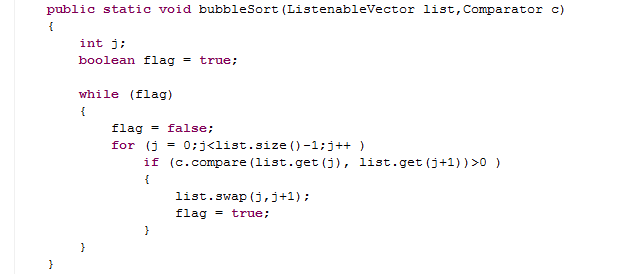 public static void bubbleSort(ListenableVector list,Comparator c)
{
    int j;
    boolean flag = true;

    while (flag)
    {
        flag = false;
        for (j = 0;j<list.size()-1;j++ )
            if (c.compare(list.get(j), list.get(j+1))>0 )
            {
                list.swap(j,j+1);
                flag = true;
            }
    }
}